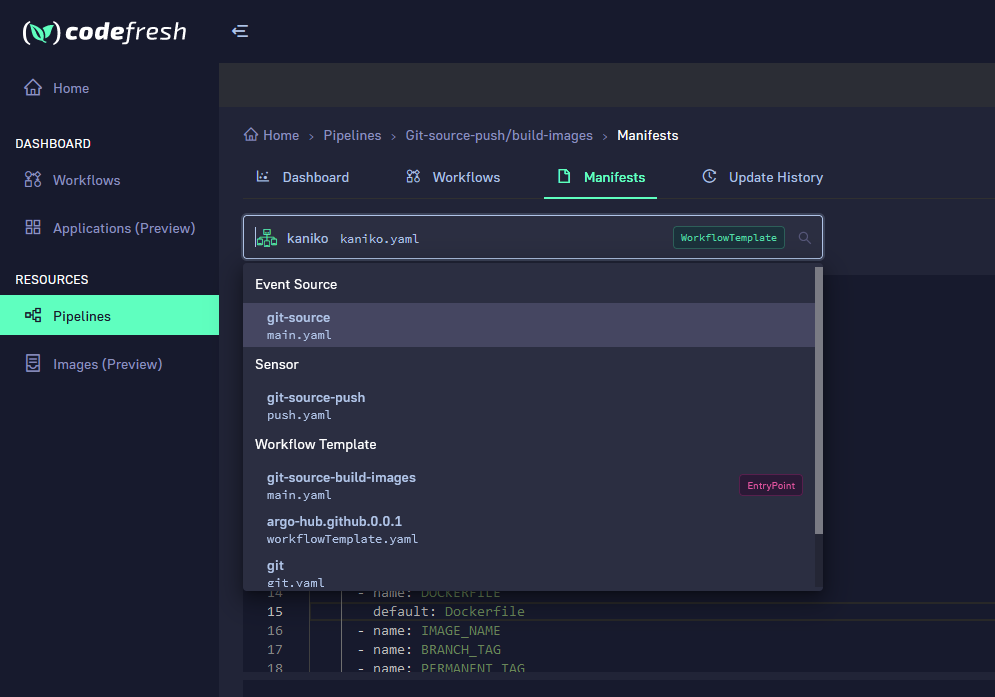 codefresh
Home
DASHBOARD
Workflows
Applications (Preview)
RESOURCES
Pipelines
Images (Preview)
Home > Pipelines > Git-source-push/build-images > Manifests
Dashboard Workflows Manifests Update History
kaniko kaniko.yaml WorkflowTemplate
Event Source
git-source
main.yaml
Sensor
git-source-push
push.yaml
Workflow Template
git-source-build-images
main.yaml
EntryPoint
argo-hub.github.0.0.1
workflowTemplate.yaml
git
git.yaml
14 - name: DOCKERFILE
15 default: Dockerfile
16 - name: IMAGE_NAME
17 - name: BRANCH_TAG
18 - name: PERMANENT_TAG